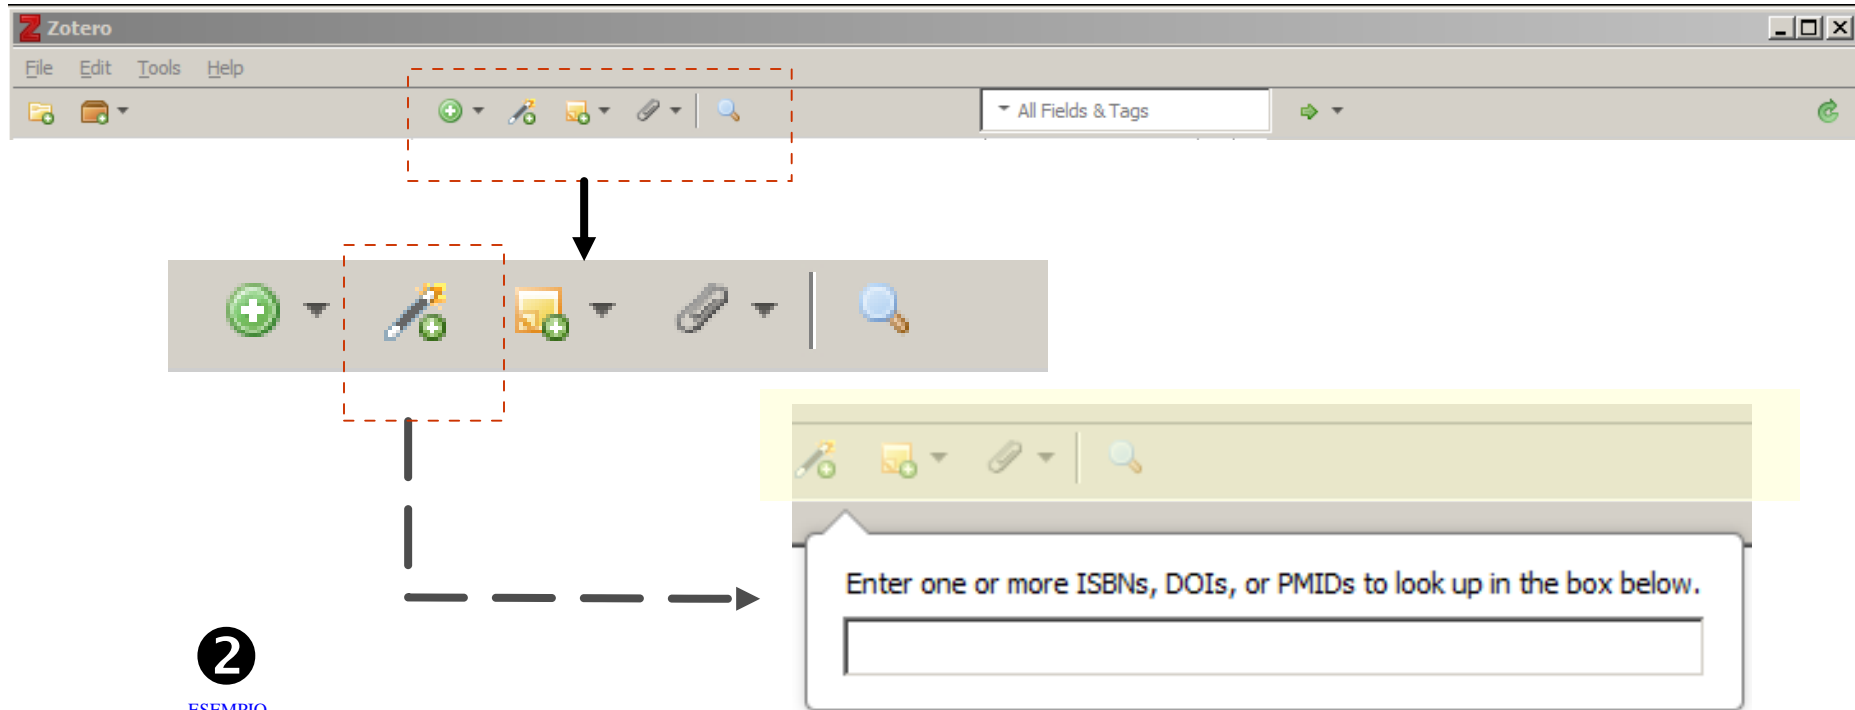 Zotero
File Edit Tools Help
All Fields & Tags
Enter one or more ISBNs, DOIs, or PMIDs to look up in the box below.
2
ESEMPIO